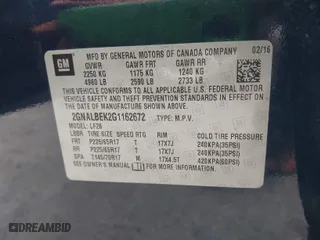 GM
MFD BY GENERAL MOTORS OF CANADA COMPANY
02/16
GVWR GAWR FRT GAWR RR
2250 KG 1175 KG 1240 KG
4960 LB 2590 LB 2733 LB
THIS VEHICLE CONFORMS TO ALL APPLICABLE U.S.
FEDERAL MOTOR VEHICLE SAFETY AND THEFT PREVENTION
STANDARDS IN EFFECT ON THE DATE OF MANUFACTURE SHOWN ABOVE.
2GNALBEK2G1162672 TYPE: M.P.V.
LF26
TIRE SIZE SPEED RTG RIM COLD TIRE PRESSURE
FRT P225/65R17 T 17X7J 240KPA(35PSI)
RR P225/65R17 T 17X7J 240KPA(35PSI)
SPA T145/70R17 M 17X4.5T 420KPA(60PSI)
SEE OWNER'S MANUAL FOR ADDITIONAL INFORMATION.